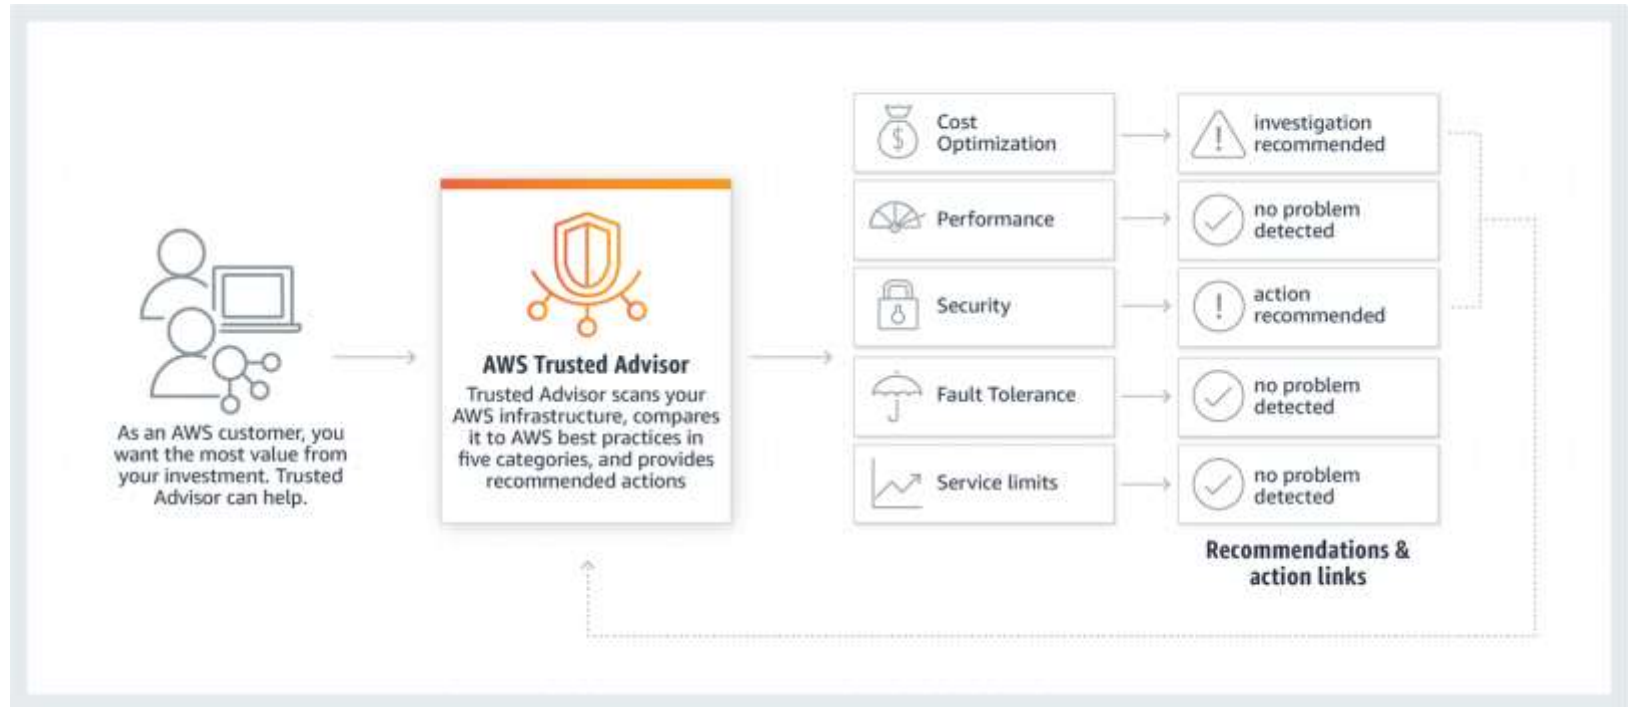 As an AWS customer, you
want the most value from
your investment. Trusted
Advisor can help.
AWS Trusted Advisor
Trusted Advisor scans your
AWS infrastructure, compares
it to AWS best practices in
five categories, and provides
recommended actions
Cost
Optimization
investigation
recommended
Performance
no problem
detected
Security
action
recommended
Fault Tolerance
no problem
detected
Service limits
no problem
detected
Recommendations &
action links